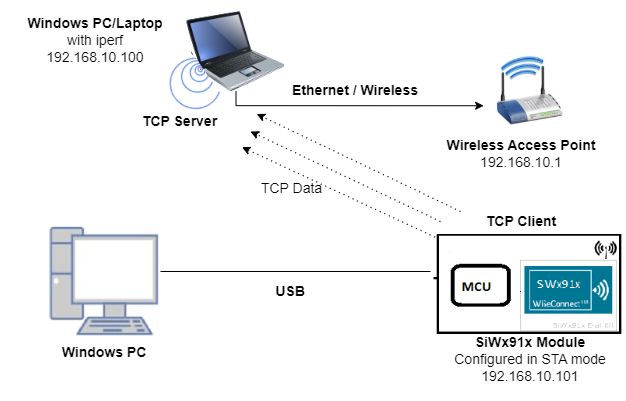 Windows PC/Laptop
with iperf
192.168.10.100
TCP Server
Ethernet / Wireless
Wireless Access Point
192.168.10.1
TCP Data
TCP Client
MCU
SWx91x
WiseConnect™
SiWx91x Eval Kit
USB
Windows PC
SiWx91x Module
Configured in STA mode
192.168.10.101